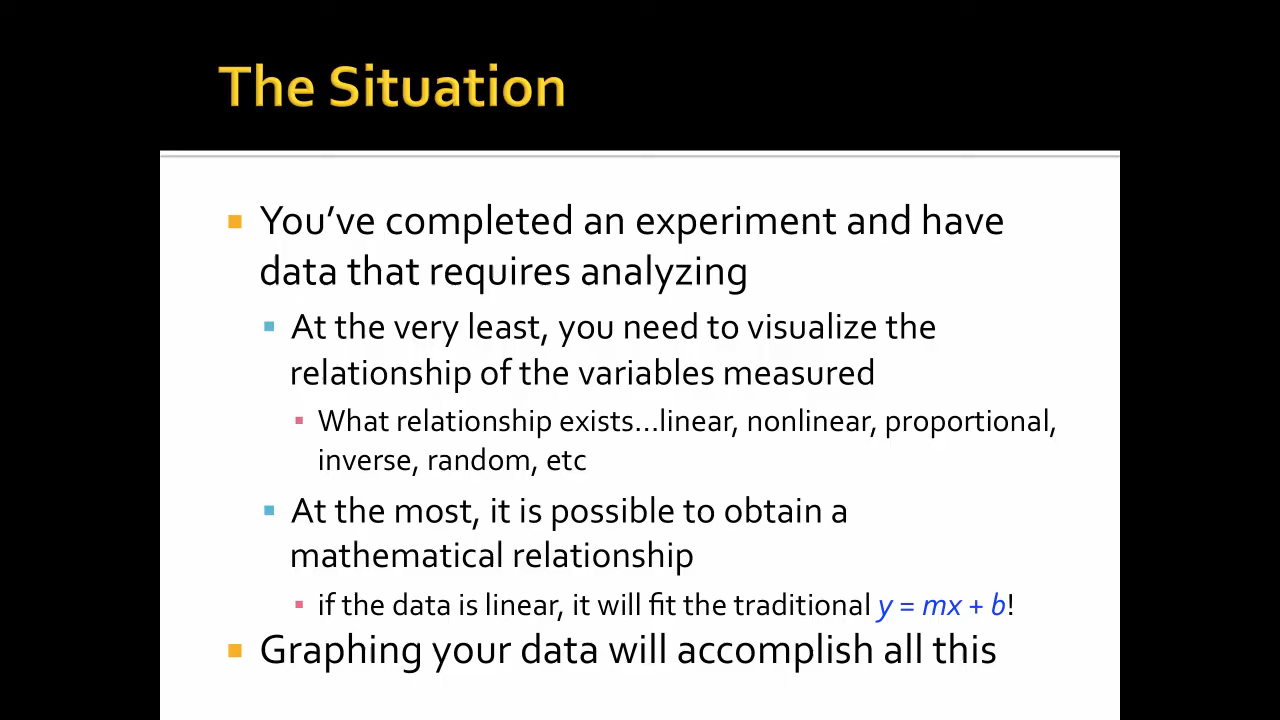 The Situation
You’ve completed an experiment and have
data that requires analyzing
At the very least, you need to visualize the
relationship of the variables measured
What relationship exists...linear, nonlinear, proportional,
inverse, random, etc
At the most, it is possible to obtain a
mathematical relationship
if the data is linear, it will fit the traditional y = mx + b!
Graphing your data will accomplish all this